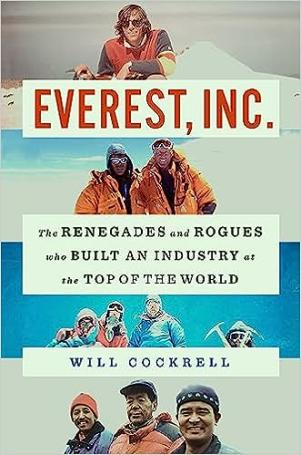 EVEREST, INC.
The RENEGADES and ROGUES
who BUILT AN INDUSTRY at
the TOP OF THE WORLD
WILL COCKRELL